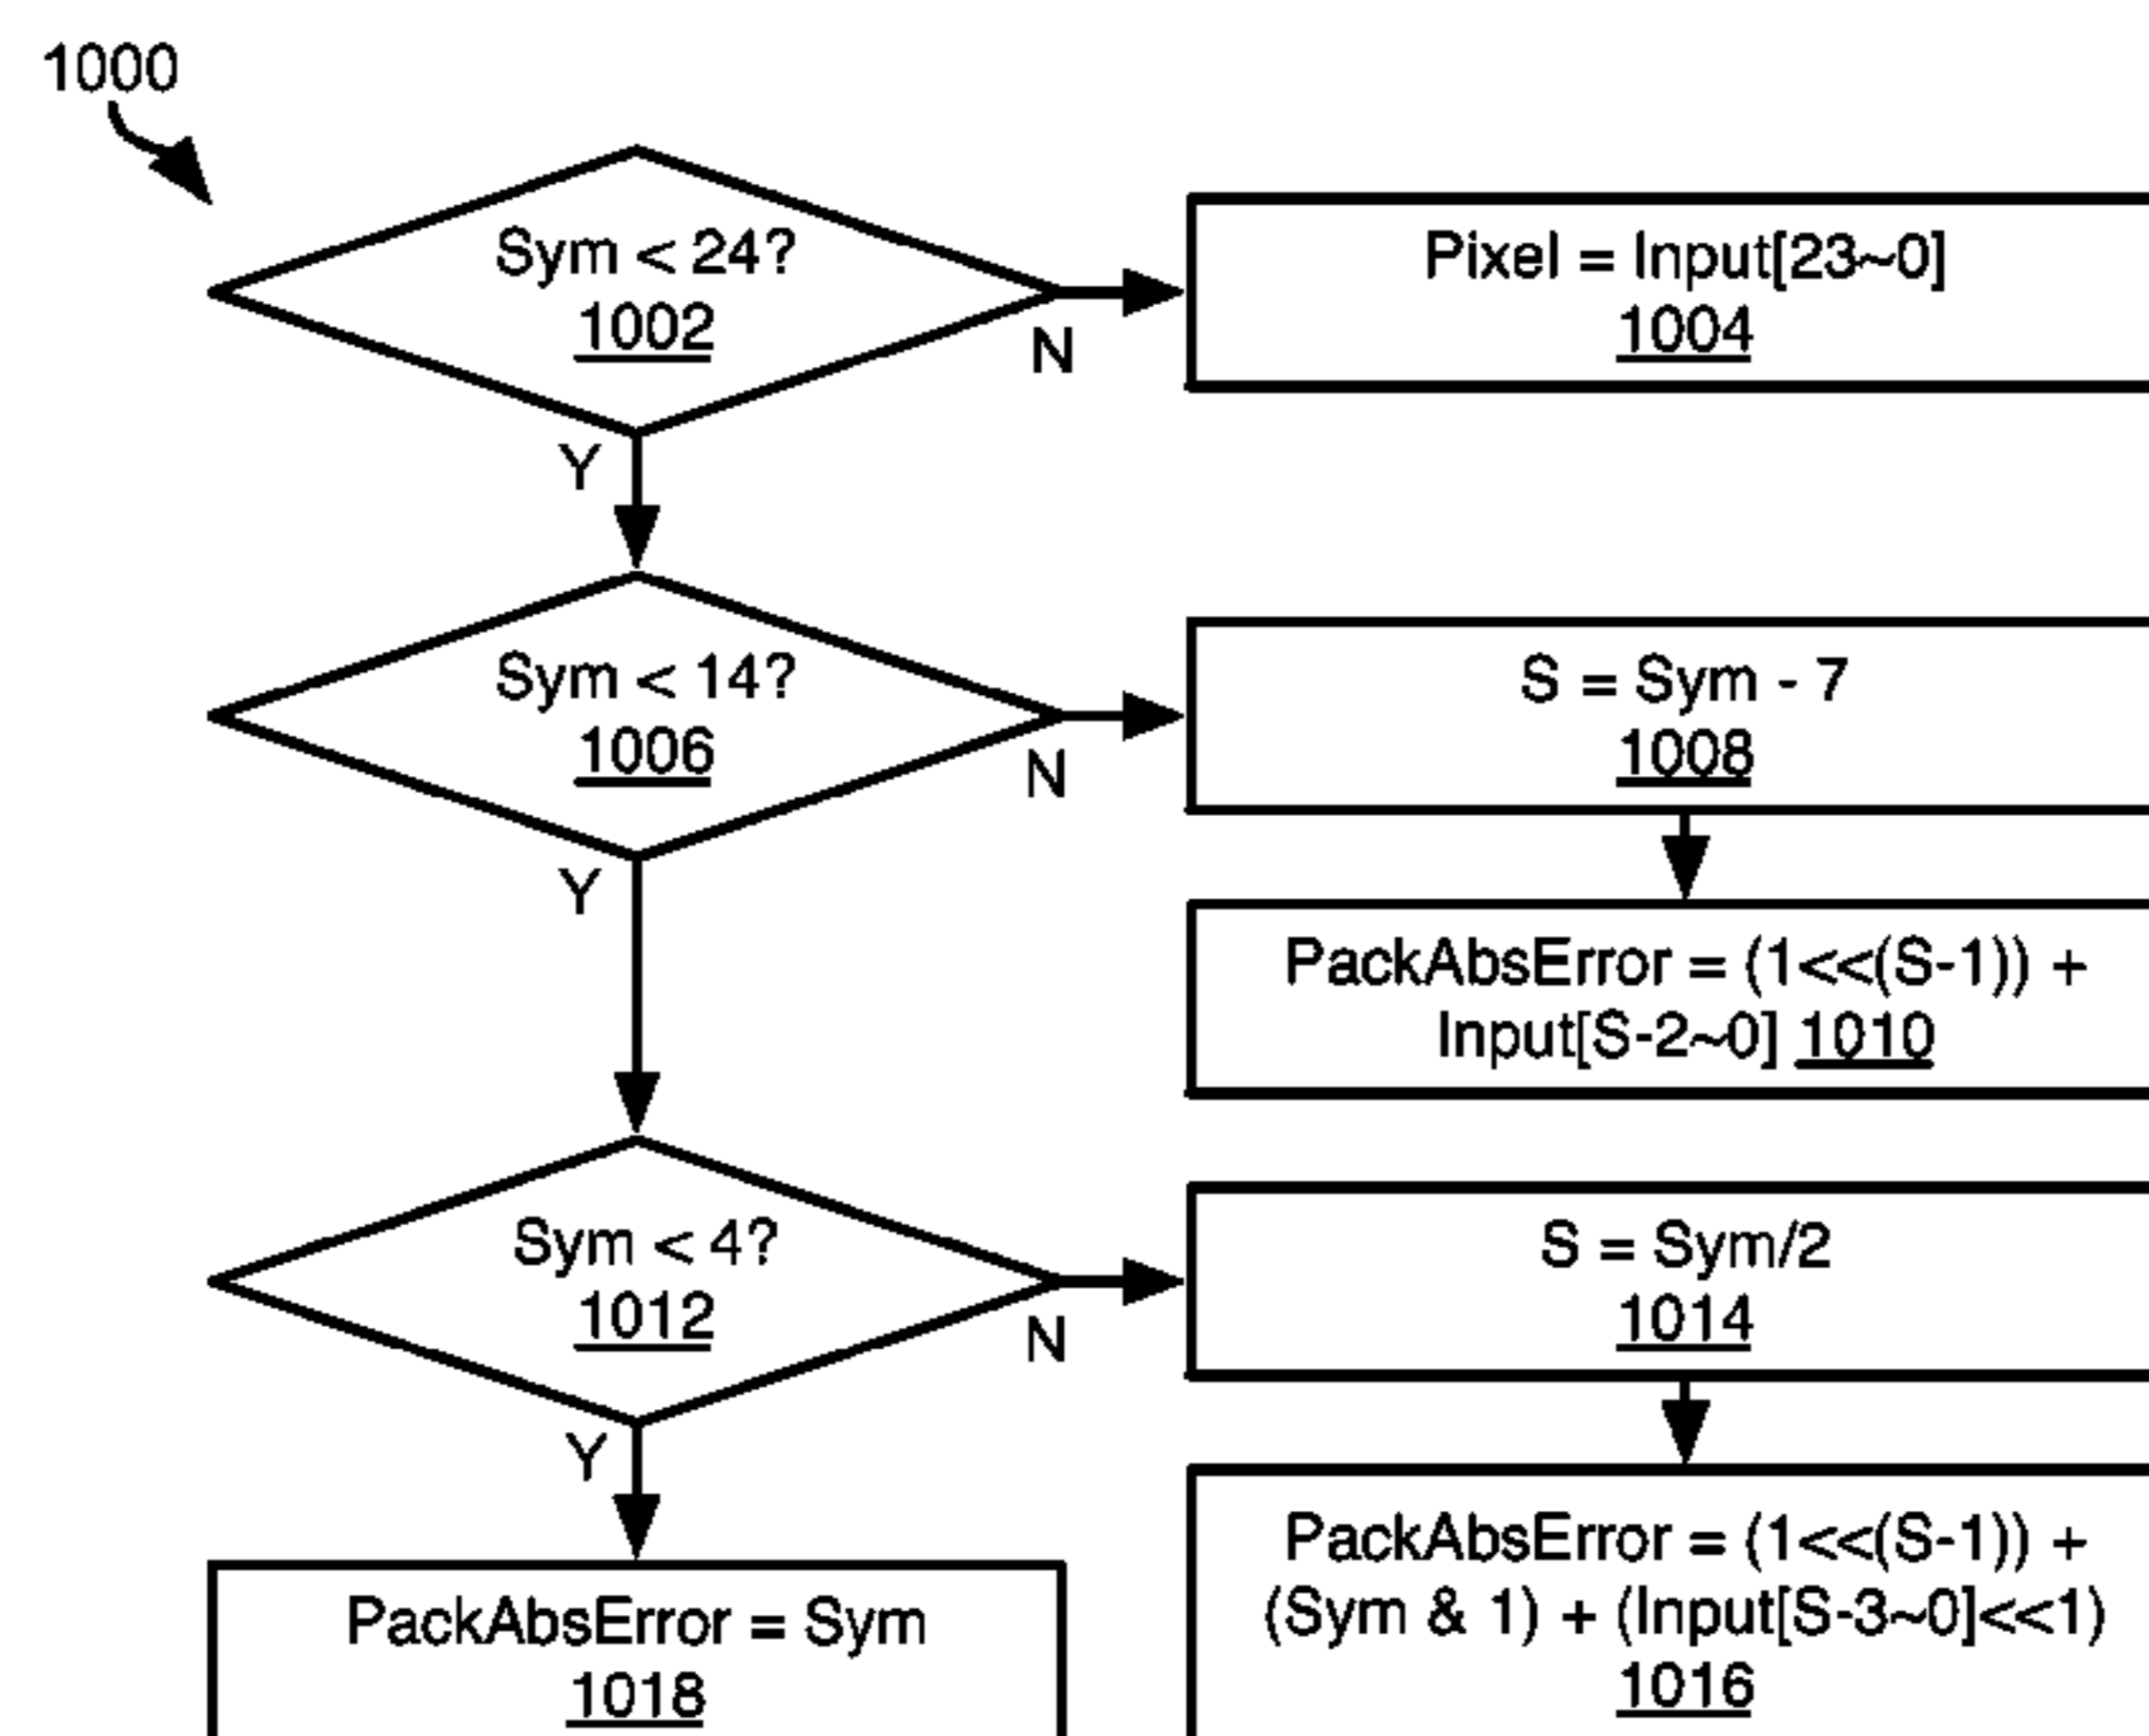 1000
Sym < 24?
1002
N
Y
Pixel = Input[23~0]
1004
Sym < 14?
1006
N
Y
S = Sym - 7
1008
PackAbsError = (1<<(S-1)) +
Input[S-2~0] 1010
Sym < 4?
1012
N
Y
S = Sym/2
1014
PackAbsError = (1<<(S-1)) +
(Sym & 1) + (Input[S-3~0]<<1)
1016
PackAbsError = Sym
1018